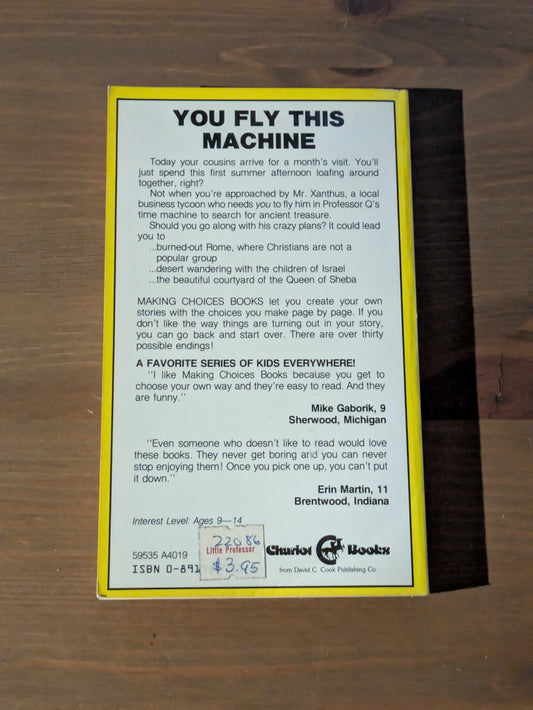 YOU FLY THIS
MACHINE
Today your cousins arrive for a month's visit. You'll
just spend this first summer afternoon loafing around
together, right?
Not when you're approached by Mr. Xanthus, a local
business tycoon who needs you to fly him in Professor Q's
time machine to search for ancient treasure.
Should you go along with his crazy plans? It could lead
you to
...burned-out Rome, where Christians are not a
popular group
...desert wandering with the children of Israel
...the beautiful courtyard of the Queen of Sheba
MAKING CHOICES BOOKS let you create your own
stories with the choices you make page by page. If you
don't like the way things are turning out in your story,
you can go back and start over. There are over thirty
possible endings!
A FAVORITE SERIES OF KIDS EVERYWHERE!
"I like Making Choices Books because you get to
choose your own way and they're easy to read. And they
are funny."
Mike Gaborik, 9
Sherwood, Michigan
"Even someone who doesn't like to read would love
these books. They never get boring and you can never
stop enjoying them! Once you pick one up, you can't put
it down."
Erin Martin, 11
Brentwood, Indiana
Interest Level: Ages 9—14
22086
Little Professor
$3.95
59535 A4019
ISBN 0-891
Chariot Books
from David C. Cook Publishing Co.